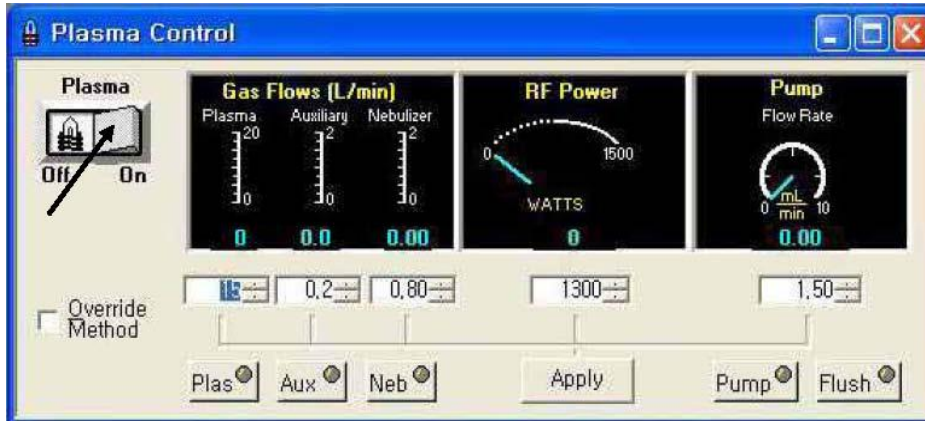 Plasma Control
Plasma
Off On
Gas Flows (L/min)
Plasma Auxiliary Nebulizer
20 2 2
0 0 0
0 0.0 0.00
RF Power
0 1500
WATTS
0
Pump
Flow Rate
0 mL/min 10
0.00
15 0,2 0,80 1300 1,50
Override
Method
Plas Aux Neb Apply Pump Flush